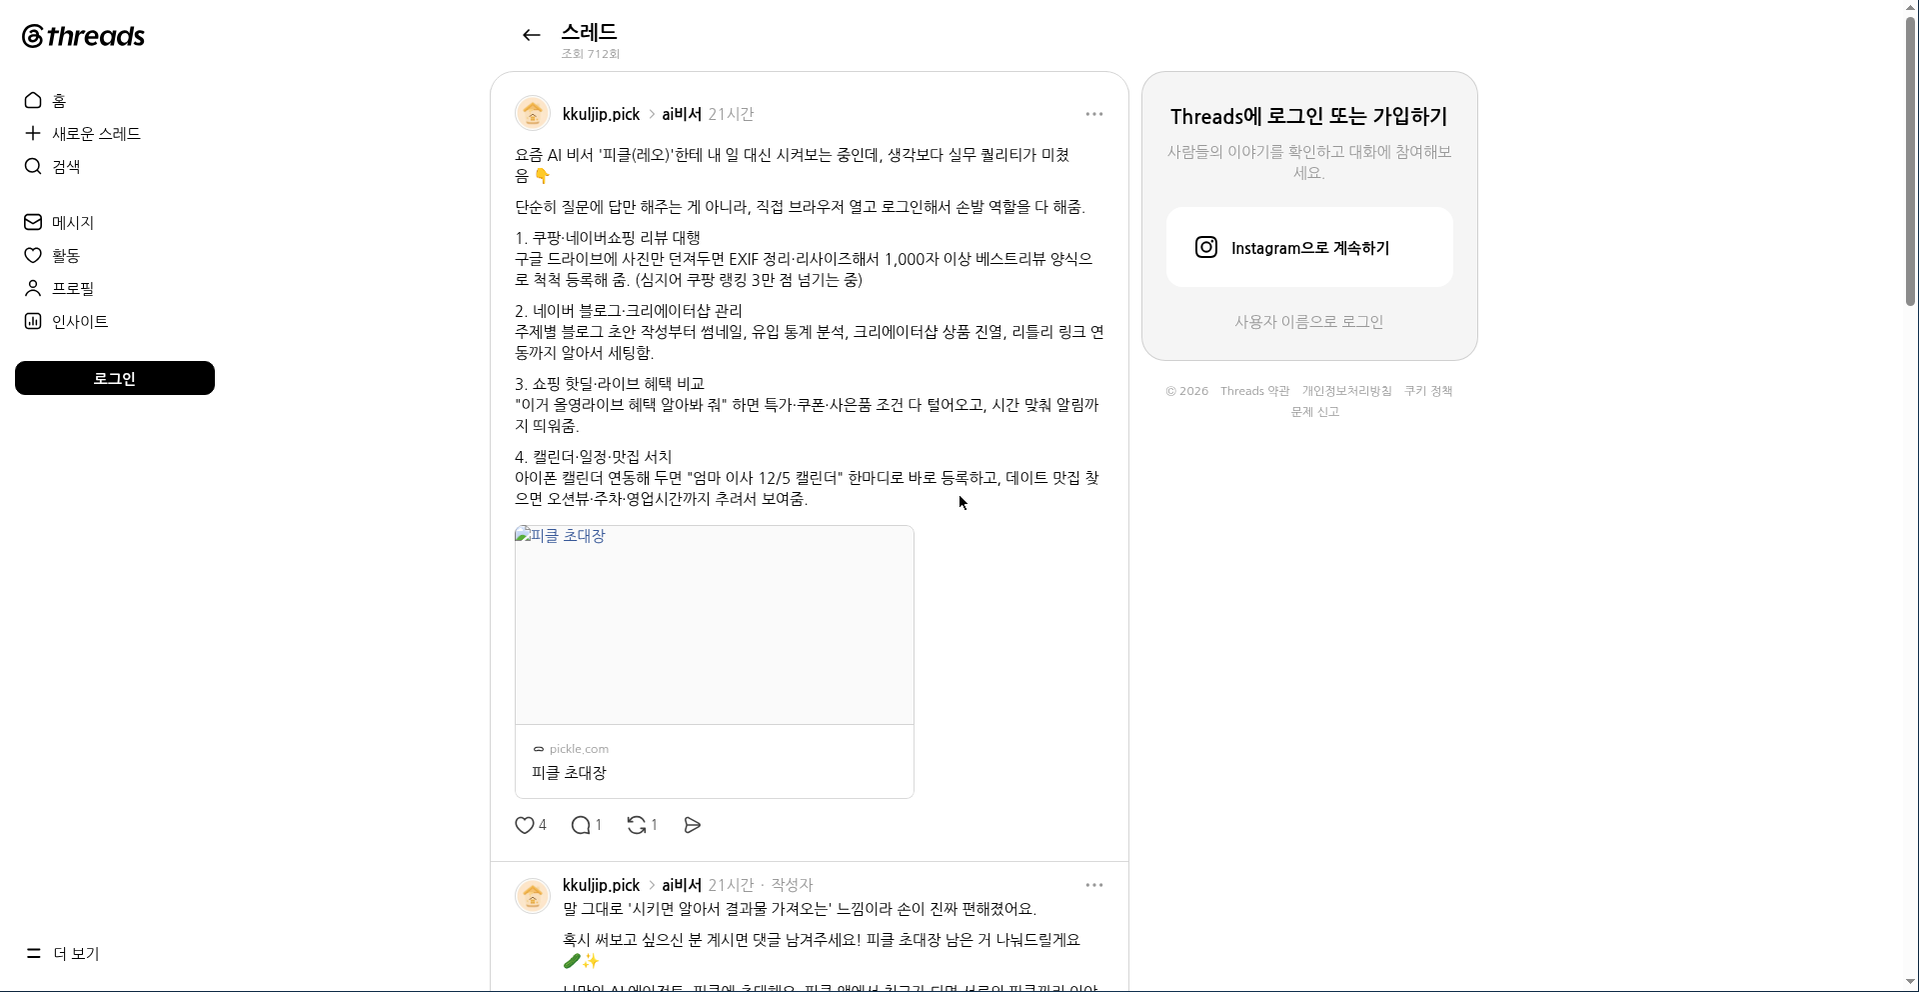 threads
홈
새로운 스레드
검색
메시지
활동
프로필
인사이트
로그인
더 보기
스레드
조회 712회
kkuljip.pick > ai비서 21시간
요즘 AI 비서 '피클(레오)'한테 내 일 대신 시켜보는 중인데, 생각보다 실무 퀄리티가 미쳤
음 👇
단순히 질문에 답만 해주는 게 아니라, 직접 브라우저 열고 로그인해서 손발 역할을 다 해줌.
1. 쿠팡·네이버쇼핑 리뷰 대행
구글 드라이브에 사진만 던져두면 EXIF 정리·리사이즈해서 1,000자 이상 베스트리뷰 양식으
로 척척 등록해 줌. (심지어 쿠팡 랭킹 3만 점 넘기는 중)
2. 네이버 블로그·크리에이터샵 관리
주제별 블로그 초안 작성부터 썸네일, 유입 통계 분석, 크리에이터샵 상품 진열, 리틀리 링크 연
동까지 알아서 세팅함.
3. 쇼핑 핫딜·라이브 혜택 비교
"이거 올영라이브 혜택 알아봐 줘" 하면 특가·쿠폰·사은품 조건 다 털어오고, 시간 맞춰 알림까
지 띄워줌.
4. 캘린더·일정·맛집 서치
아이폰 캘린더 연동해 두면 "엄마 이사 12/5 캘린더" 한마디로 바로 등록하고, 데이트 맛집 찾
으면 오션뷰·주차·영업시간까지 추려서 보여줌.
피클 초대장
pickle.com
피클 초대장
4 1 1
kkuljip.pick > ai비서 21시간 · 작성자
말 그대로 '시키면 알아서 결과물 가져오는' 느낌이라 손이 진짜 편해졌어요.
혹시 써보고 싶으신 분 계시면 댓글 남겨주세요! 피클 초대장 남은 거 나눠드릴게요
🥒✨
Threads에 로그인 또는 가입하기
사람들의 이야기를 확인하고 대화에 참여해보
세요.
Instagram으로 계속하기
사용자 이름으로 로그인
© 2026 Threads 약관 개인정보처리방침 쿠키 정책
문제 신고